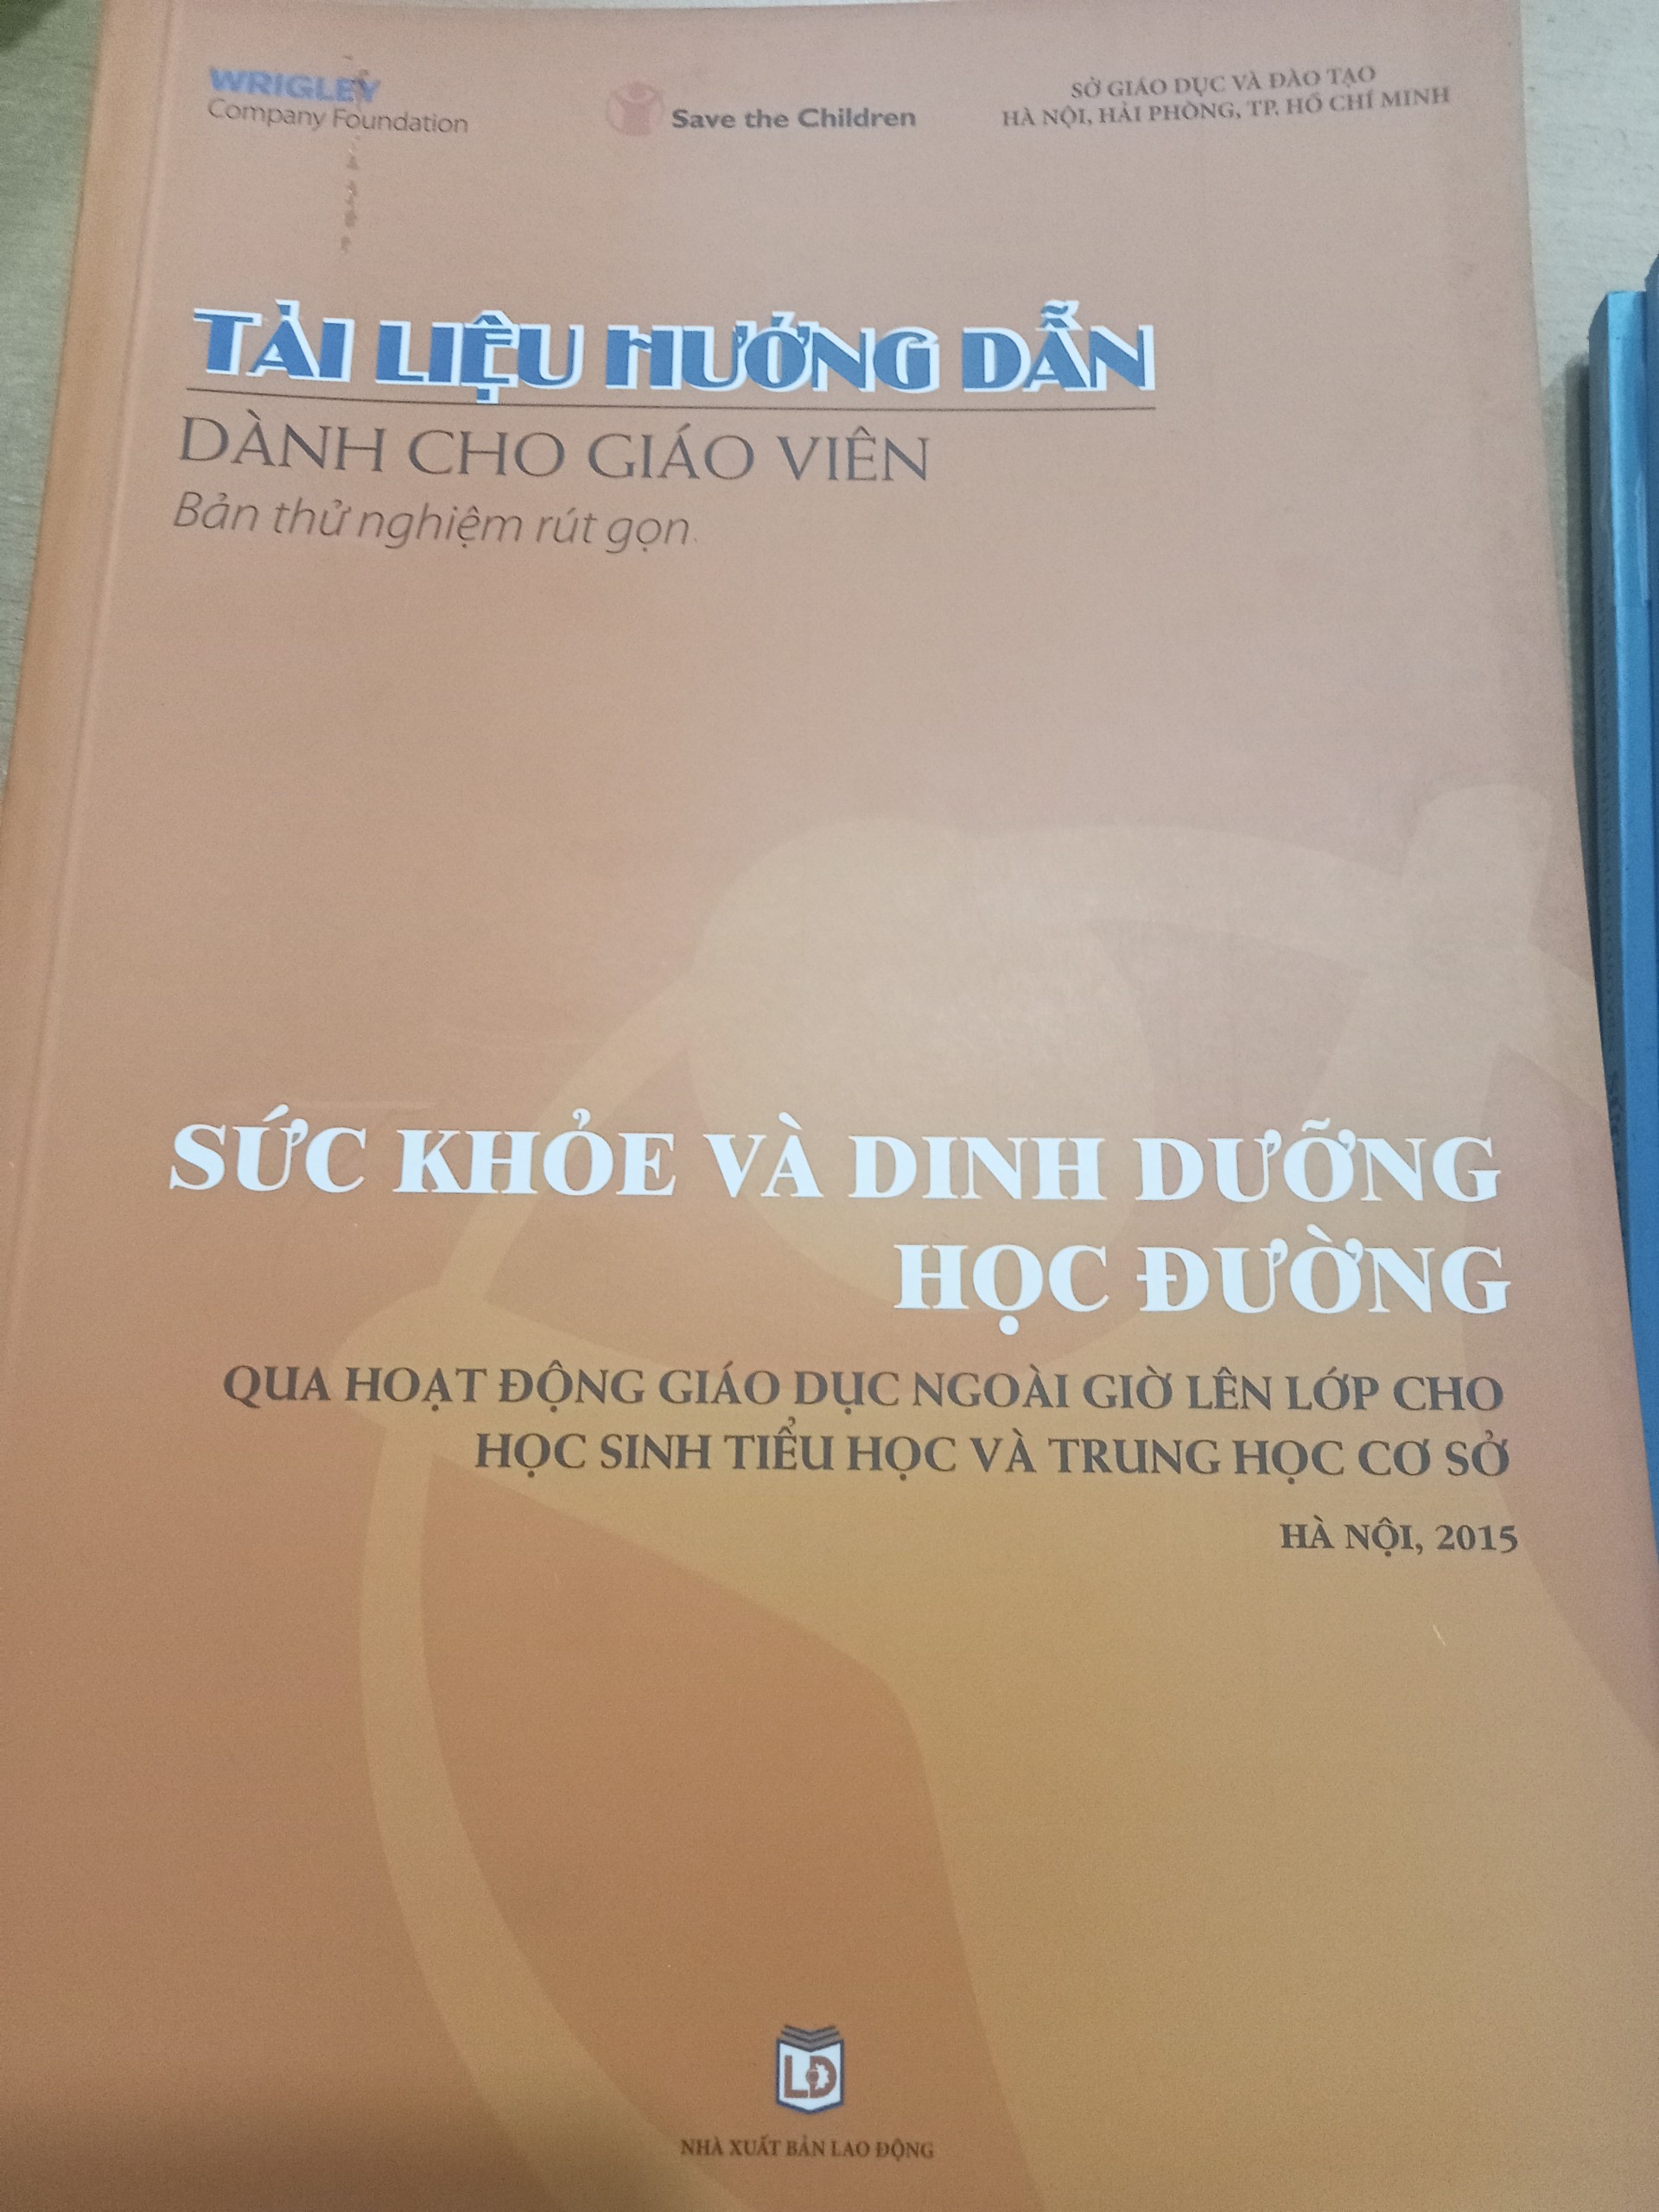 WRIGLEY
Company Foundation
Save the Children
SỞ GIÁO DỤC VÀ ĐÀO TẠO
HÀ NỘI, HẢI PHÒNG, TP. HỒ CHÍ MINH
TÀI LIỆU HƯỚNG DẪN
DÀNH CHO GIÁO VIÊN
Bản thử nghiệm rút gọn
SỨC KHỎE VÀ DINH DƯỠNG
HỌC ĐƯỜNG
QUA HOẠT ĐỘNG GIÁO DỤC NGOÀI GIỜ LÊN LỚP CHO
HỌC SINH TIỂU HỌC VÀ TRUNG HỌC CƠ SỞ
HÀ NỘI, 2015
LĐ
NHÀ XUẤT BẢN LAO ĐỘNG